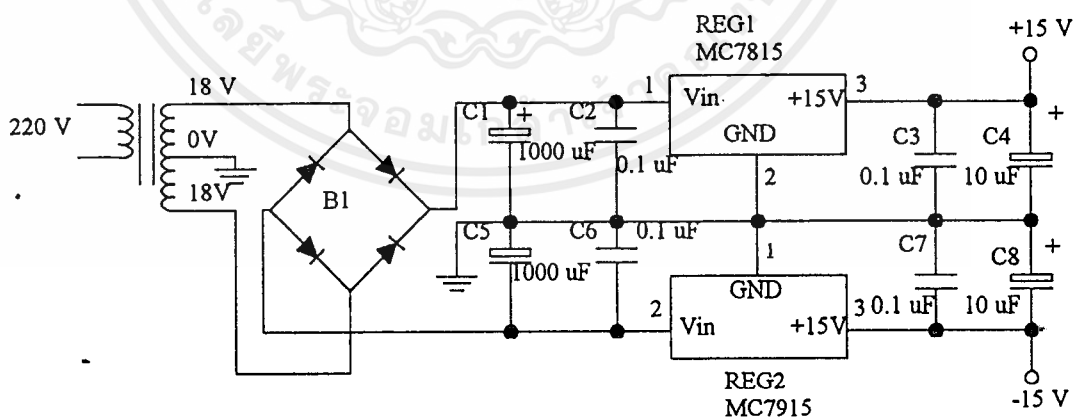 REG1
MC7815
+15 V
18 V
220 V
0V
18V
B1
C1
+
1000 uF
C2
0.1 uF
1
Vin
+15V
3
GND
2
C3
0.1 uF
C4
10 uF
+
C5
1000 uF
C6
0.1 uF
1
GND
2
Vin
+15V
3
C7
0.1 uF
C8
10 uF
+
REG2
MC7915
-15 V